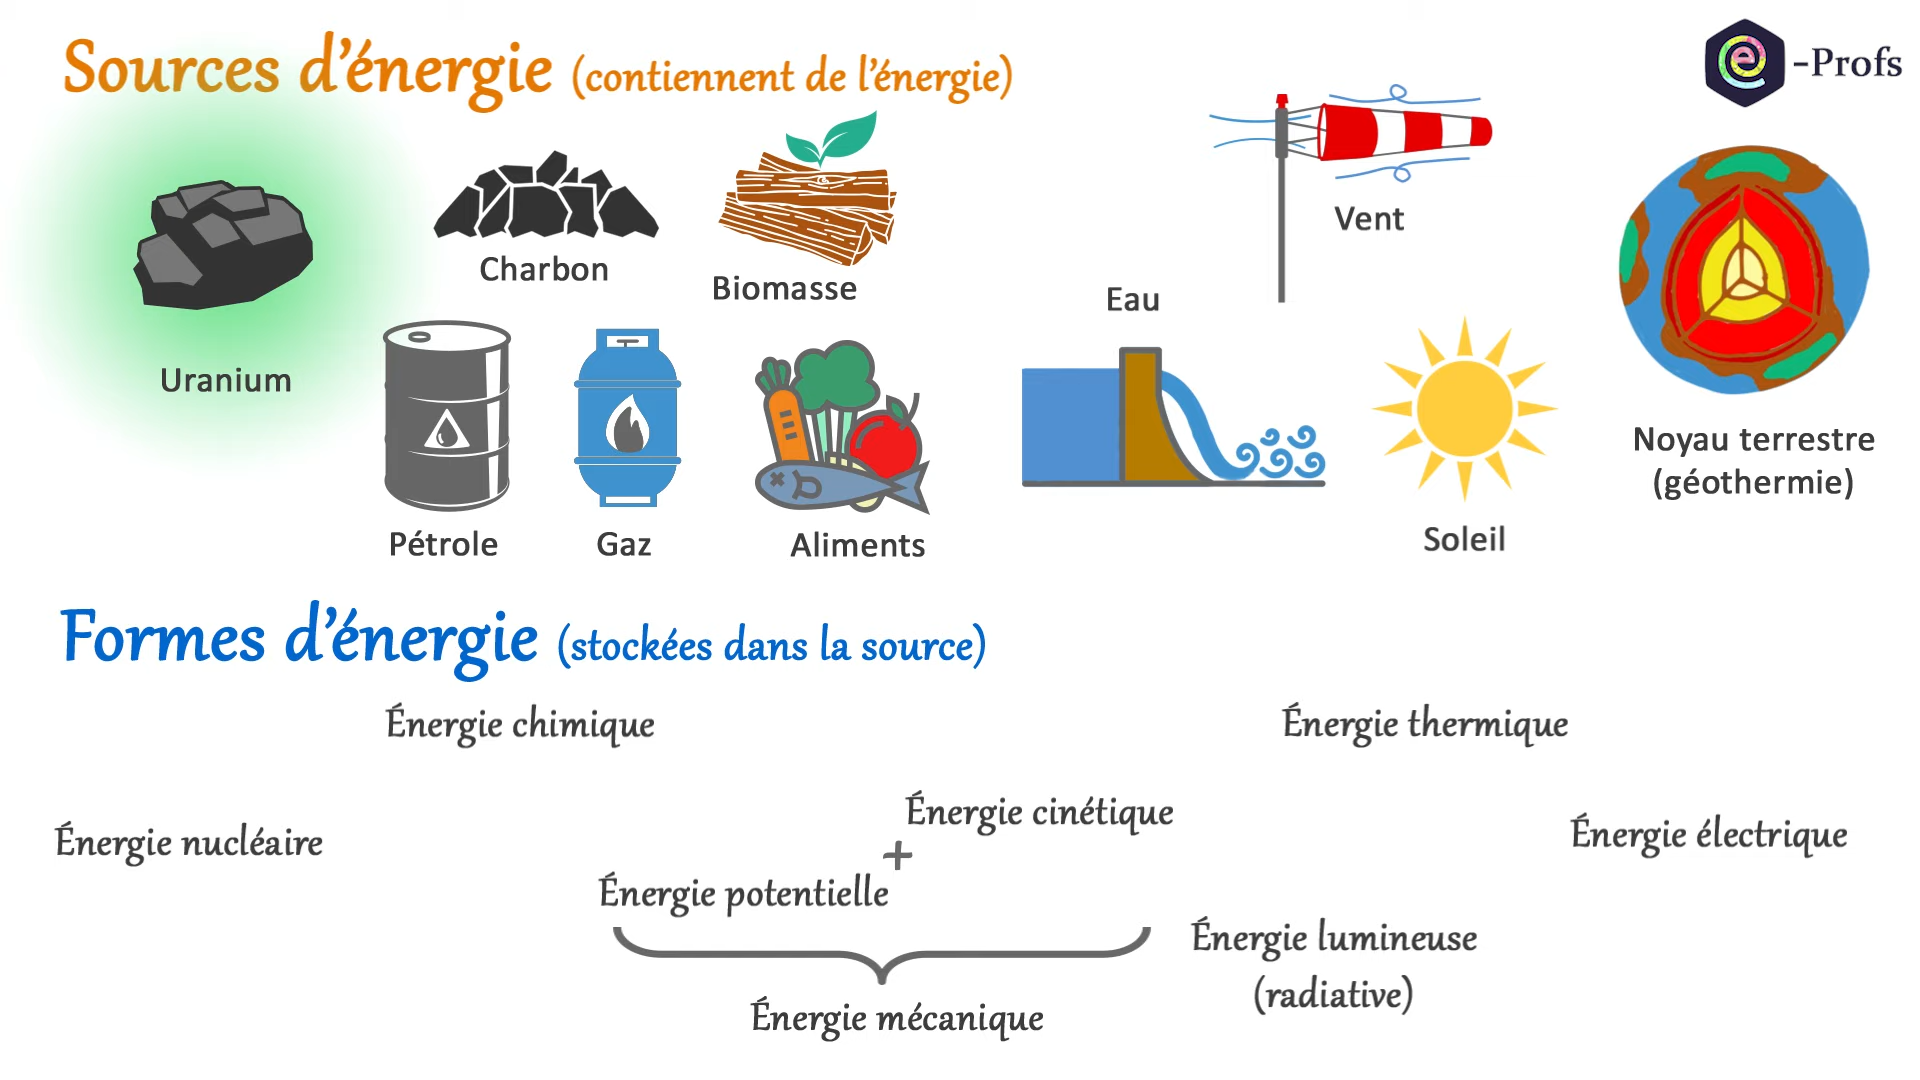 Sources d'énergie (contiennent de l'énergie)
e-Profs
Vent
Charbon
Biomasse
Eau
Uranium
Noyau terrestre
(géothermie)
Pétrole
Gaz
Aliments
Soleil
Formes d'énergie (stockées dans la source)
Énergie chimique
Énergie thermique
Énergie cinétique
Énergie nucléaire
+
Énergie électrique
Énergie potentielle
Énergie lumineuse
(radiative)
Énergie mécanique